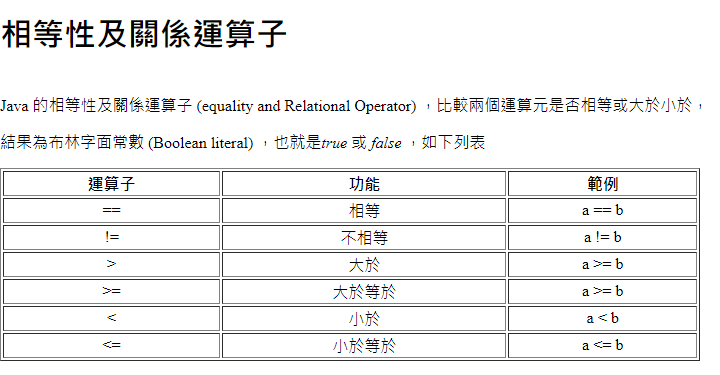 相等性及關係運算子
Java 的相等性及關係運算子 (equality and Relational Operator) ，比較兩個運算元是否相等或大於小於，
結果為布林字面常數 (Boolean literal) ，也就是true 或 false ，如下列表
運算子 功能 範例
== 相等 a == b
!= 不相等 a != b
> 大於 a >= b
>= 大於等於 a >= b
< 小於 a < b
<= 小於等於 a <= b